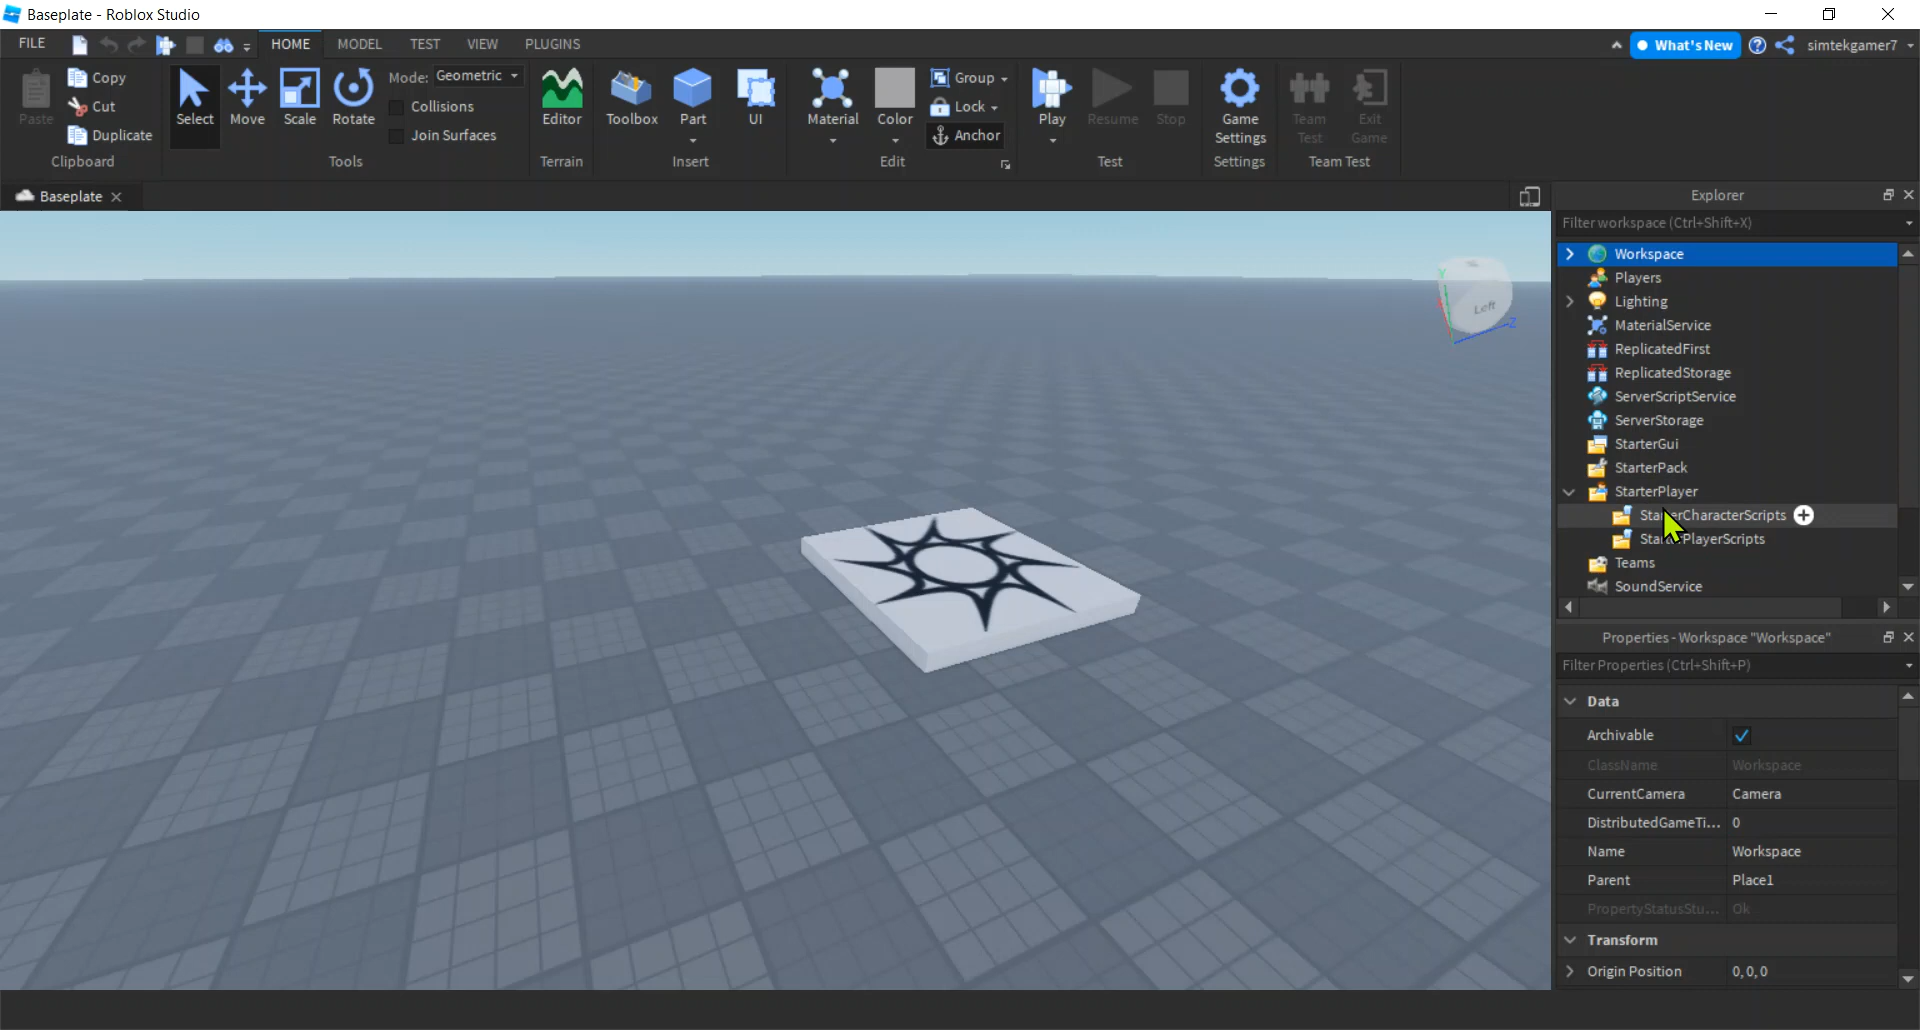 Baseplate - Roblox Studio
FILE
HOME
MODEL
TEST
VIEW
PLUGINS
What's New
simtekgamer7
Paste
Copy
Cut
Duplicate
Clipboard
Select
Move
Scale
Rotate
Mode: Geometric
Collisions
Join Surfaces
Tools
Editor
Terrain
Toolbox
Part
UI
Insert
Material
Color
Group
Lock
Anchor
Edit
Play
Resume
Stop
Test
Game
Settings
Settings
Team
Test
Exit
Game
Team Test
Baseplate
Left
Y
Z
Explorer
Filter workspace (Ctrl+Shift+X)
Workspace
Players
Lighting
MaterialService
ReplicatedFirst
ReplicatedStorage
ServerScriptService
ServerStorage
StarterGui
StarterPack
StarterPlayer
StarterCharacterScripts
StarterPlayerScripts
Teams
SoundService
Properties - Workspace "Workspace"
Filter Properties (Ctrl+Shift+P)
Data
Archivable
ClassName Workspace
CurrentCamera Camera
DistributedGameTi... 0
Name Workspace
Parent Place1
PropertyStatusStu... Ok
Transform
Origin Position 0, 0, 0